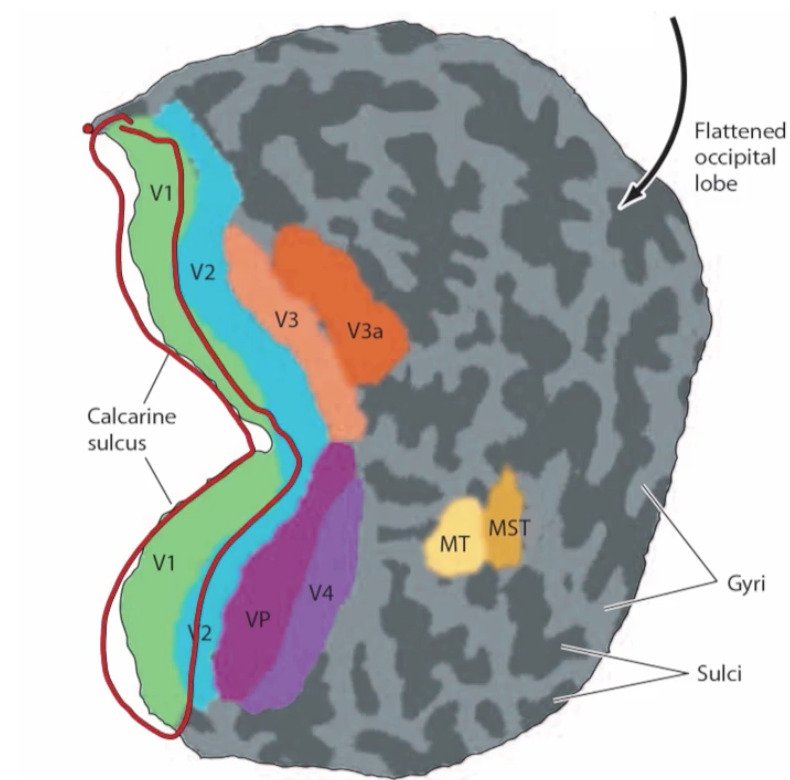 Flattened
occipital
lobe
V1
V2
V3
V3a
Calcarine
sulcus
MT
MST
V1
V4
VP
V2
Gyri
Sulci